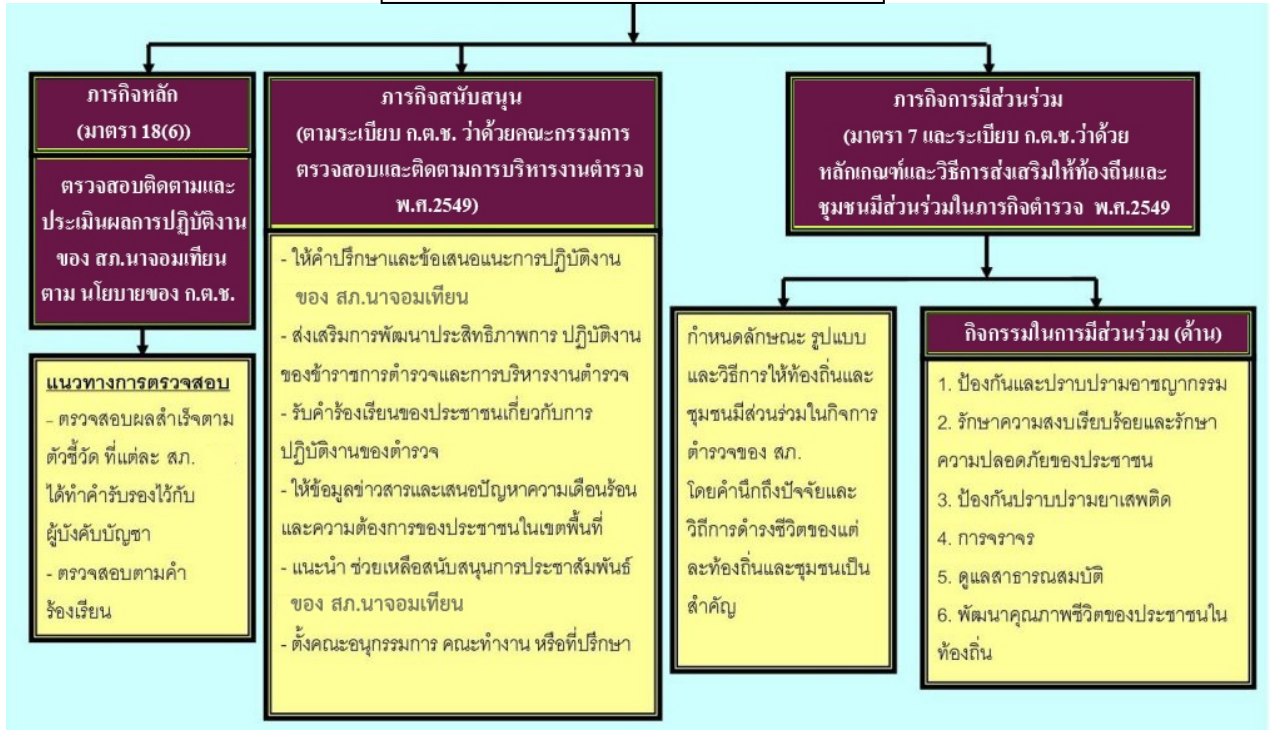 ภารกิจหลัก
(มาตรา 18(6))
ตรวจสอบติดตามและ
ประเมินผลการปฏิบัติงาน
ของ สภ.นาจอมเทียน
ตาม นโยบายของ ก.ต.ช.
แนวทางการตรวจสอบ
- ตรวจสอบผลสำเร็จตาม
ตัวชี้วัด ที่แต่ละ สภ.
ได้ทำคำรับรองไว้กับ
ผู้บังคับบัญชา
- ตรวจสอบตามคำ
ร้องเรียน
ภารกิจสนับสนุน
(ตามระเบียบ ก.ต.ช. ว่าด้วยคณะกรรมการ
ตรวจสอบและติดตามการบริหารงานตำรวจ
พ.ศ.2549)
- ให้คำปรึกษาและข้อเสนอแนะการปฏิบัติงาน
ของ สภ.นาจอมเทียน
- ส่งเสริมการพัฒนาประสิทธิภาพการ ปฏิบัติงาน
ของข้าราชการตำรวจและการบริหารงานตำรวจ
- รับคำร้องเรียนของประชาชนเกี่ยวกับการ
ปฏิบัติงานของตำรวจ
- ให้ข้อมูลข่าวสารและเสนอปัญหาความเดือนร้อน
และความต้องการของประชาชนในเขตพื้นที่
- แนะนำ ช่วยเหลือสนับสนุนการประชาสัมพันธ์
ของ สภ.นาจอมเทียน
- ตั้งคณะอนุกรรมการ คณะทำงาน หรือที่ปรึกษา
ภารกิจการมีส่วนร่วม
(มาตรา 7 และระเบียบ ก.ต.ช.ว่าด้วย
หลักเกณฑ์และวิธีการส่งเสริมให้ท้องถิ่นและ
ชุมชนมีส่วนร่วมในภารกิจตำรวจ พ.ศ.2549
กำหนดลักษณะ รูปแบบ
และวิธีการให้ท้องถิ่นและ
ชุมชนมีส่วนร่วมในกิจการ
ตำรวจของ สภ.
โดยคำนึกถึงปัจจัยและ
วิถีการดำรงชีวิตของแต่
ละท้องถิ่นและชุมชนเป็น
สำคัญ
กิจกรรมในการมีส่วนร่วม (ด้าน)
1. ป้องกันและปราบปรามอาชญากรรม
2. รักษาความสงบเรียบร้อยและรักษา
ความปลอดภัยของประชาชน
3. ป้องกันปราบปรามยาเสพติด
4. การจราจร
5. ดูแลสาธารณสมบัติ
6. พัฒนาคุณภาพชีวิตของประชาชนใน
ท้องถิ่น